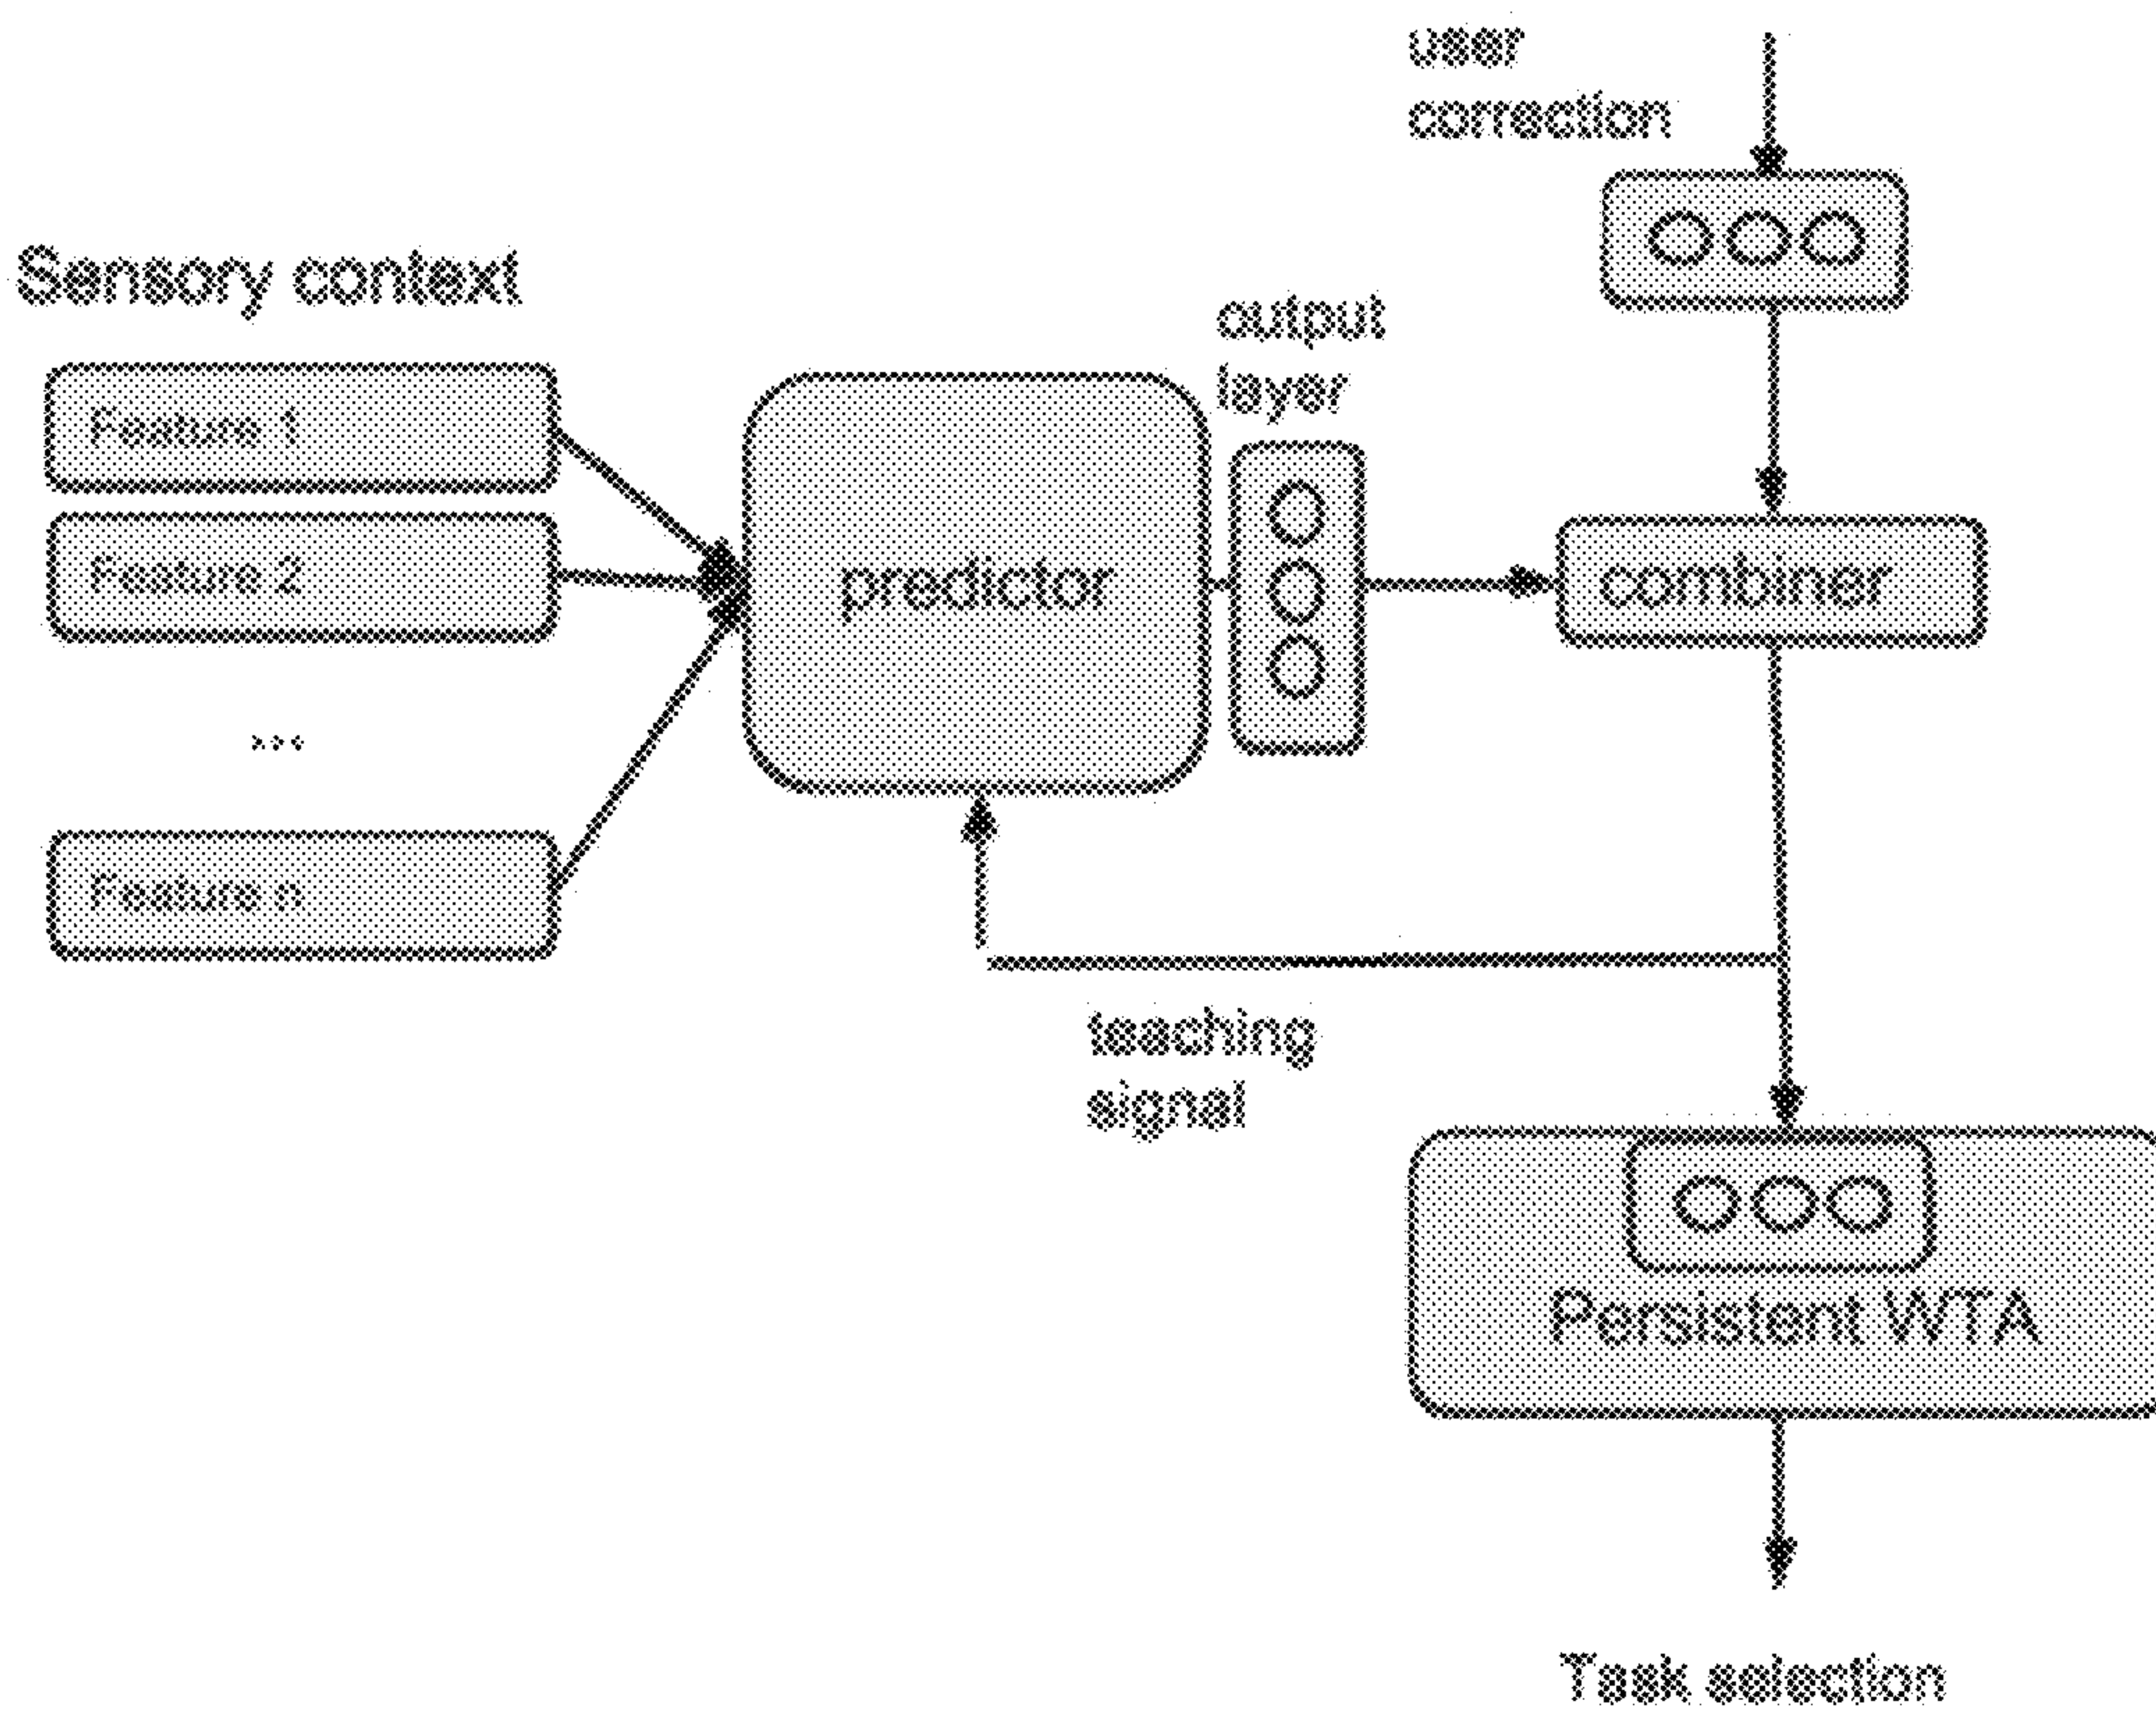 user
correction
Sensory context
output
layer
Feature 1
Feature 2
predictor
combiner
...
Feature n
teaching
signal
Persistent WTA
Task selection